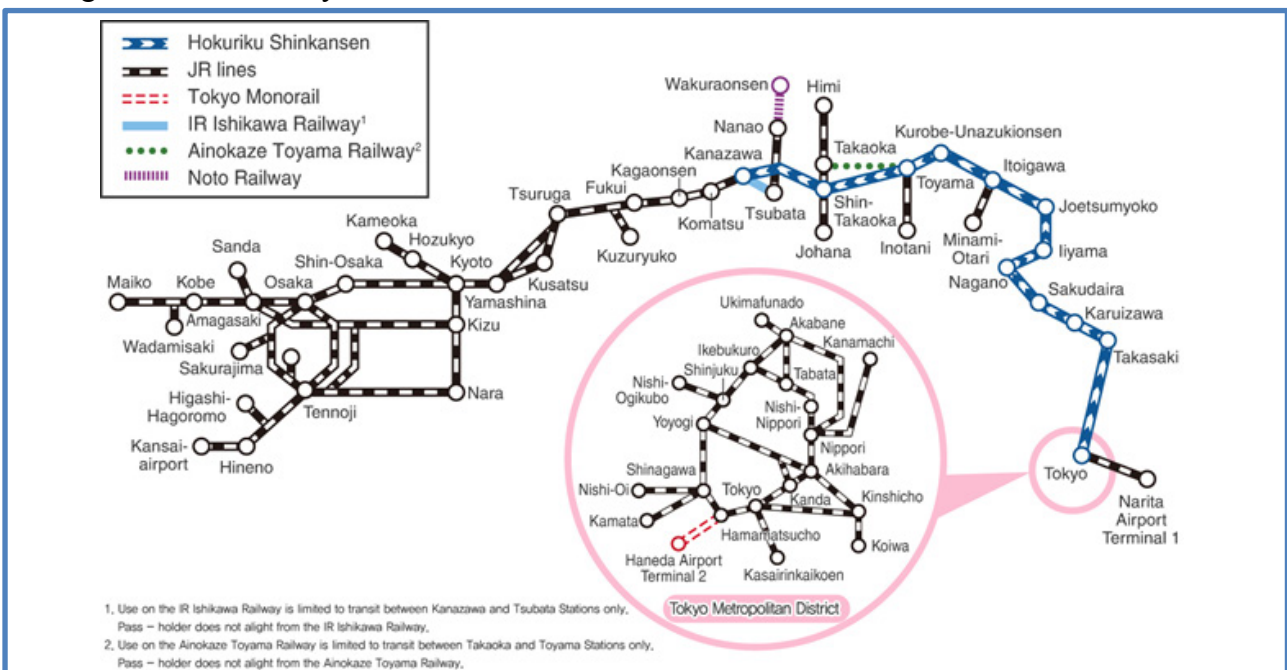 Hokuriku Shinkansen
JR lines
Tokyo Monorail
IR Ishikawa Railway1
Ainokaze Toyama Railway2
Noto Railway
Wakuraonsen
Himi
Nanao
Takaoka
Kurobe-Unazukionsen
Kanazawa
Itoigawa
Kagaonsen
Toyama
Fukui
Tsuruga
Tsubata
Shin-
Takaoka
Joetsumyoko
Komatsu
Kameoka
Hozukyo
Kuzuryuko
Johana
Inotani
Minami-
Otari
Iiyama
Sanda
Shin-Osaka
Kyoto
Kusatsu
Nagano
Maiko
Kobe
Osaka
Yamashina
Sakudaira
Amagasaki
Kizu
Karuizawa
Wadamisaki
Takasaki
Sakurajima
Higashi-
Hagoromo
Tennoji
Nara
Kansai-
airport
Hineno
Ukimafunado
Akabane
Kanamachi
Ikebukuro
Shinjuku
Tabata
Nishi-
Ogikubo
Nishi-
Nippori
Yoyogi
Nippori
Shinagawa
Akihabara
Tokyo
Nishi-Oi
Tokyo
Kanda
Kinshicho
Narita
Airport
Terminal 1
Kamata
Hamamatsucho
Koiwa
Haneda Airport
Terminal 2
Kasairinkaikoen
Tokyo Metropolitan District
1, Use on the IR Ishikawa Railway is limited to transit between Kanazawa and Tsubata Stations only,
Pass - holder does not alight from the IR Ishikawa Railway,
2, Use on the Ainokaze Toyama Railway is limited to transit between Takaoka and Toyama Stations only,
Pass - holder does not alight from the Ainokaze Toyama Railway,